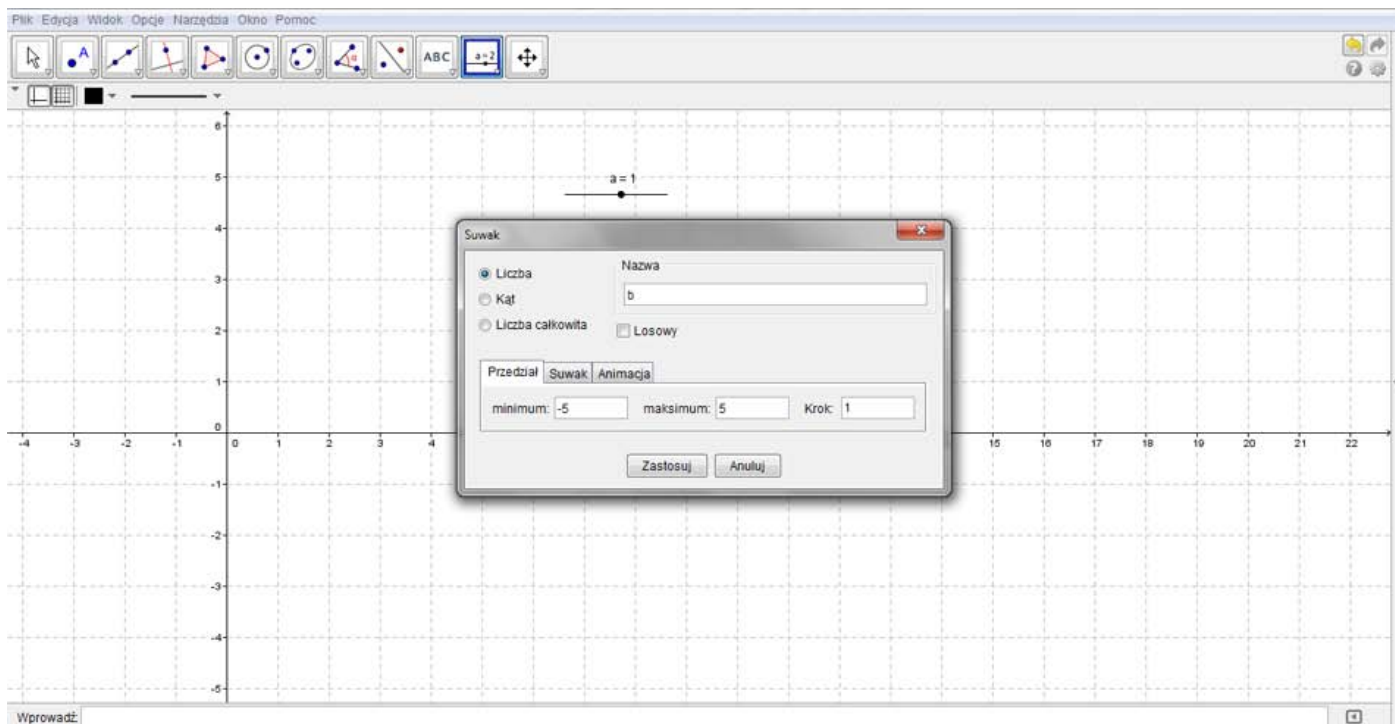 Plik Edycja Widok Opcje Narzędzia Okno Pomoc
A α ABC a=2
6
5
a = 1
4
Suwak
3
Liczba
Nazwa
Kąt
b
2
Liczba całkowita
Losowy
1
Przedział Suwak Animacja
minimum: -5 maksimum: 5 Krok: 1
0
-4 -3 -2 -1 0 1 2 3 4 15 16 17 18 19 20 21 22
Zastosuj Anuluj
-1
-2
-3
-4
-5
Wprowadź: